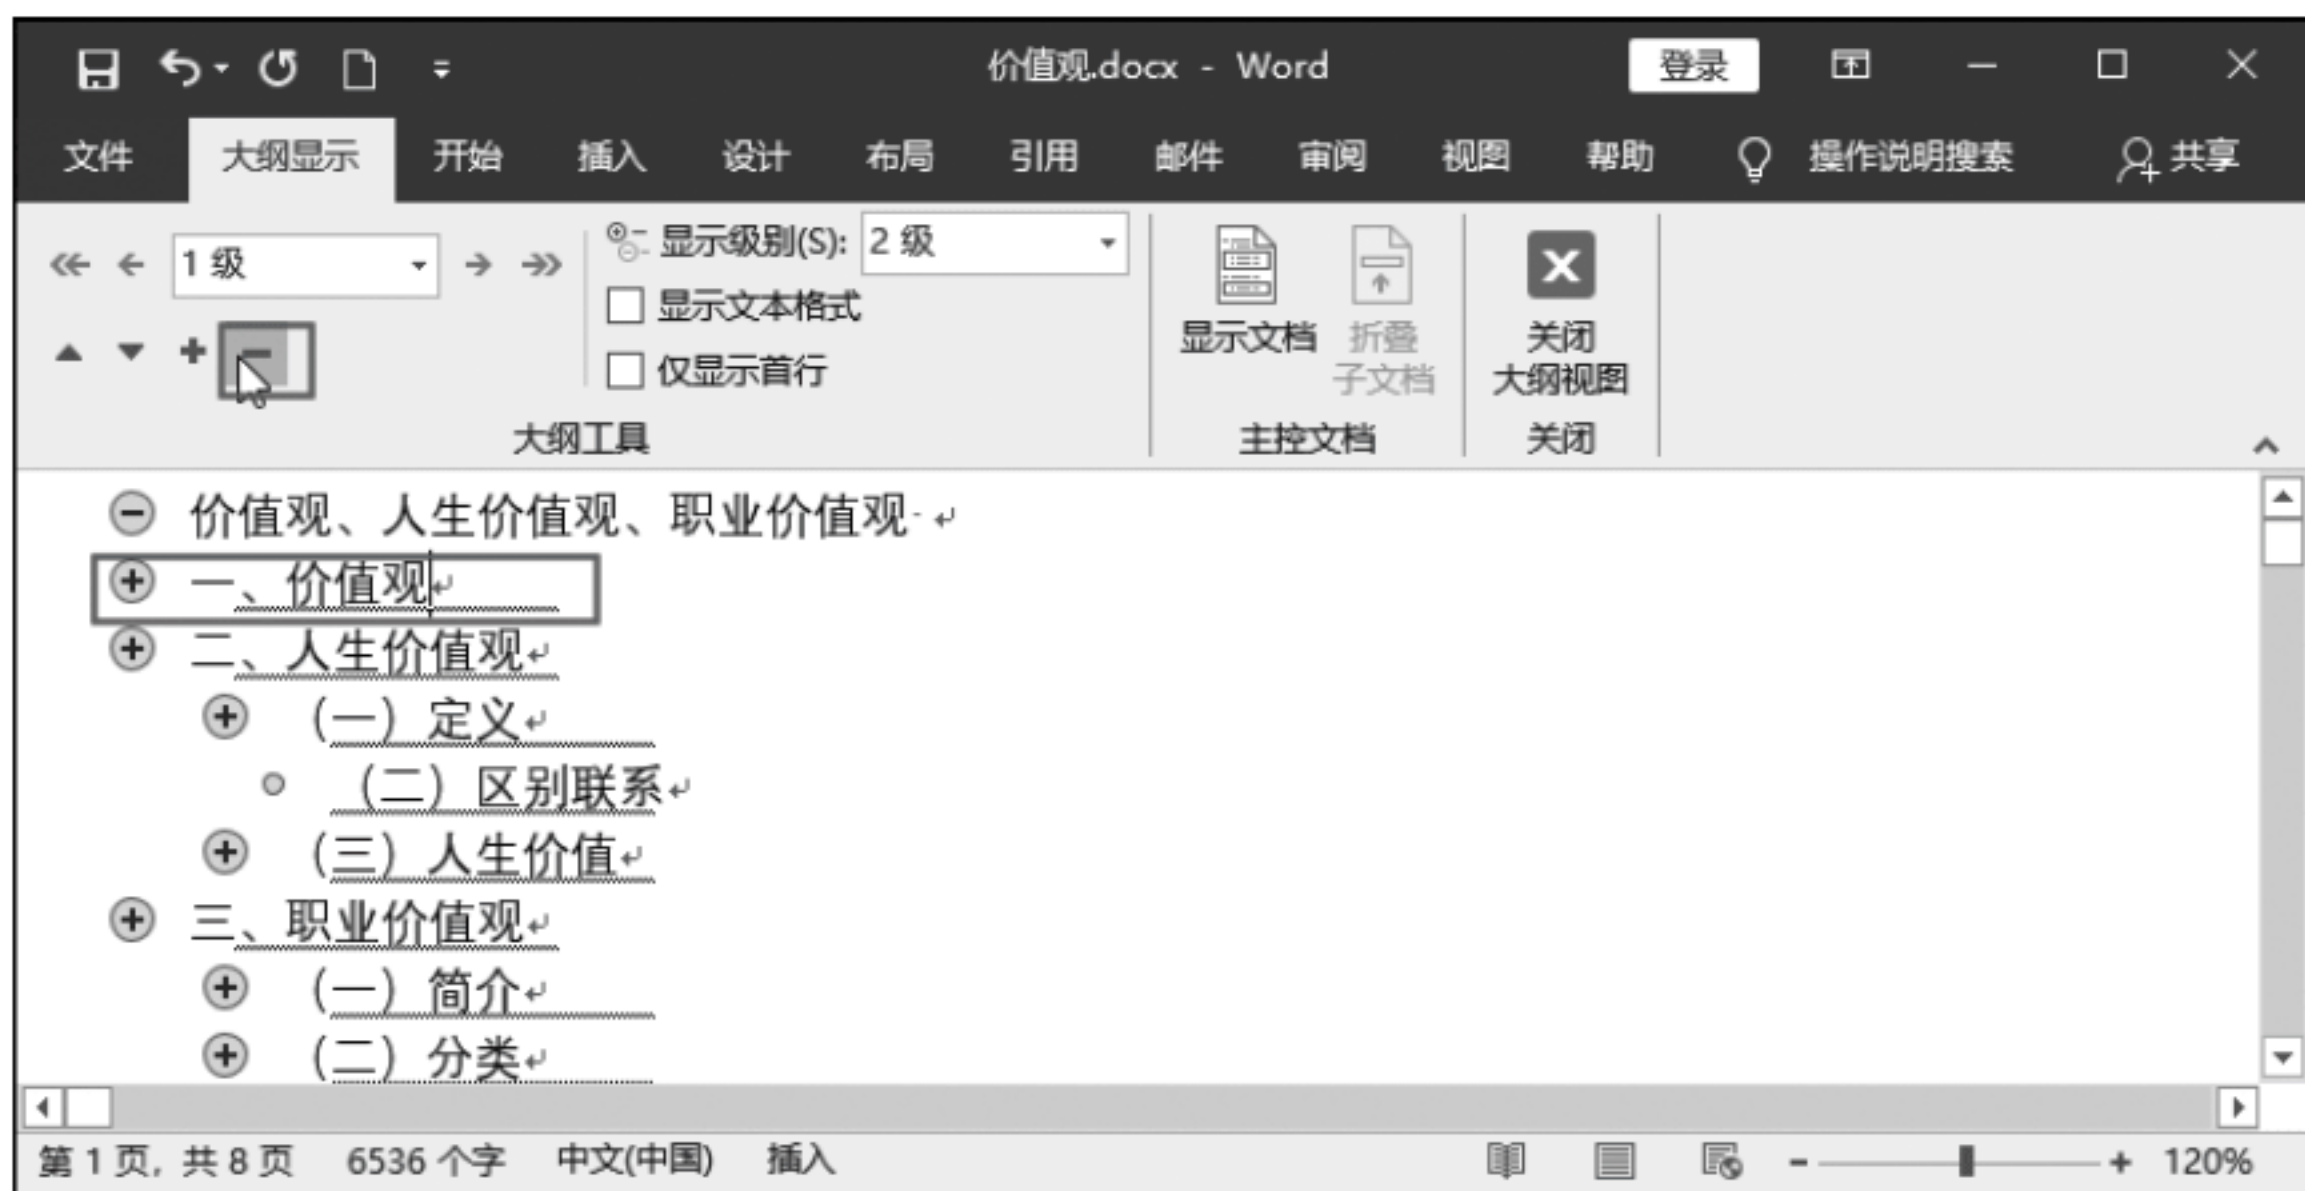 价值观.docx - Word 登录
文件 大纲显示 开始 插入 设计 布局 引用 邮件 审阅 视图 帮助 操作说明搜索 共享
1 级
显示级别(S): 2 级
显示文本格式
仅显示首行
大纲工具
显示文档
折叠
子文档
主控文档
关闭
大纲视图
关闭
价值观、人生价值观、职业价值观
一、价值观
二、人生价值观
（一）定义
（二）区别联系
（三）人生价值
三、职业价值观
（一）简介
（二）分类
第 1 页, 共 8 页 6536 个字 中文(中国) 插入 120%